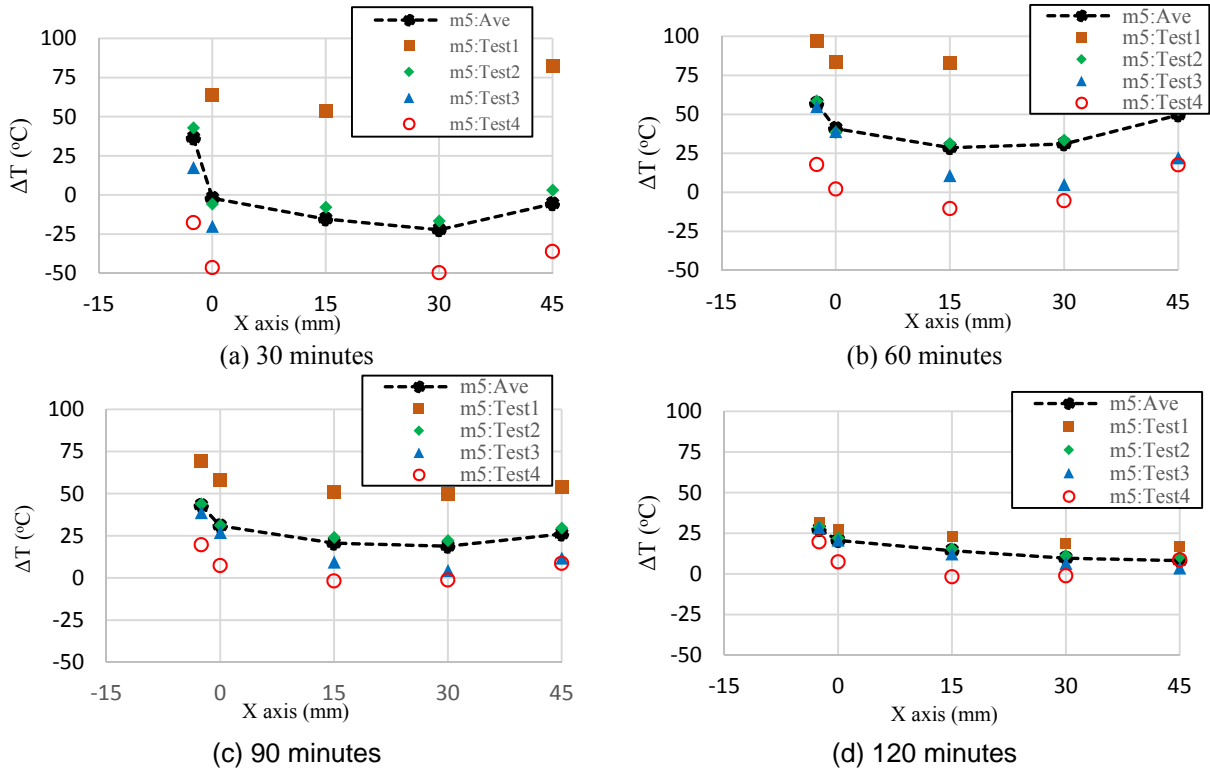 m5:Ave
m5:Test1
m5:Test2
m5:Test3
m5:Test4
100
75
50
25
0
-25
-50
ΔT (°C)
-15 0 15 30 45
X axis (mm)
(a) 30 minutes
m5:Ave
m5:Test1
m5:Test2
m5:Test3
m5:Test4
100
75
50
25
0
-25
-50
ΔT (°C)
-15 0 15 30 45
X axis (mm)
(b) 60 minutes
m5:Ave
m5:Test1
m5:Test2
m5:Test3
m5:Test4
100
75
50
25
0
-25
-50
ΔT (°C)
-15 0 15 30 45
X axis (mm)
(c) 90 minutes
m5:Ave
m5:Test1
m5:Test2
m5:Test3
m5:Test4
100
75
50
25
0
-25
-50
ΔT (°C)
-15 0 15 30 45
X axis (mm)
(d) 120 minutes